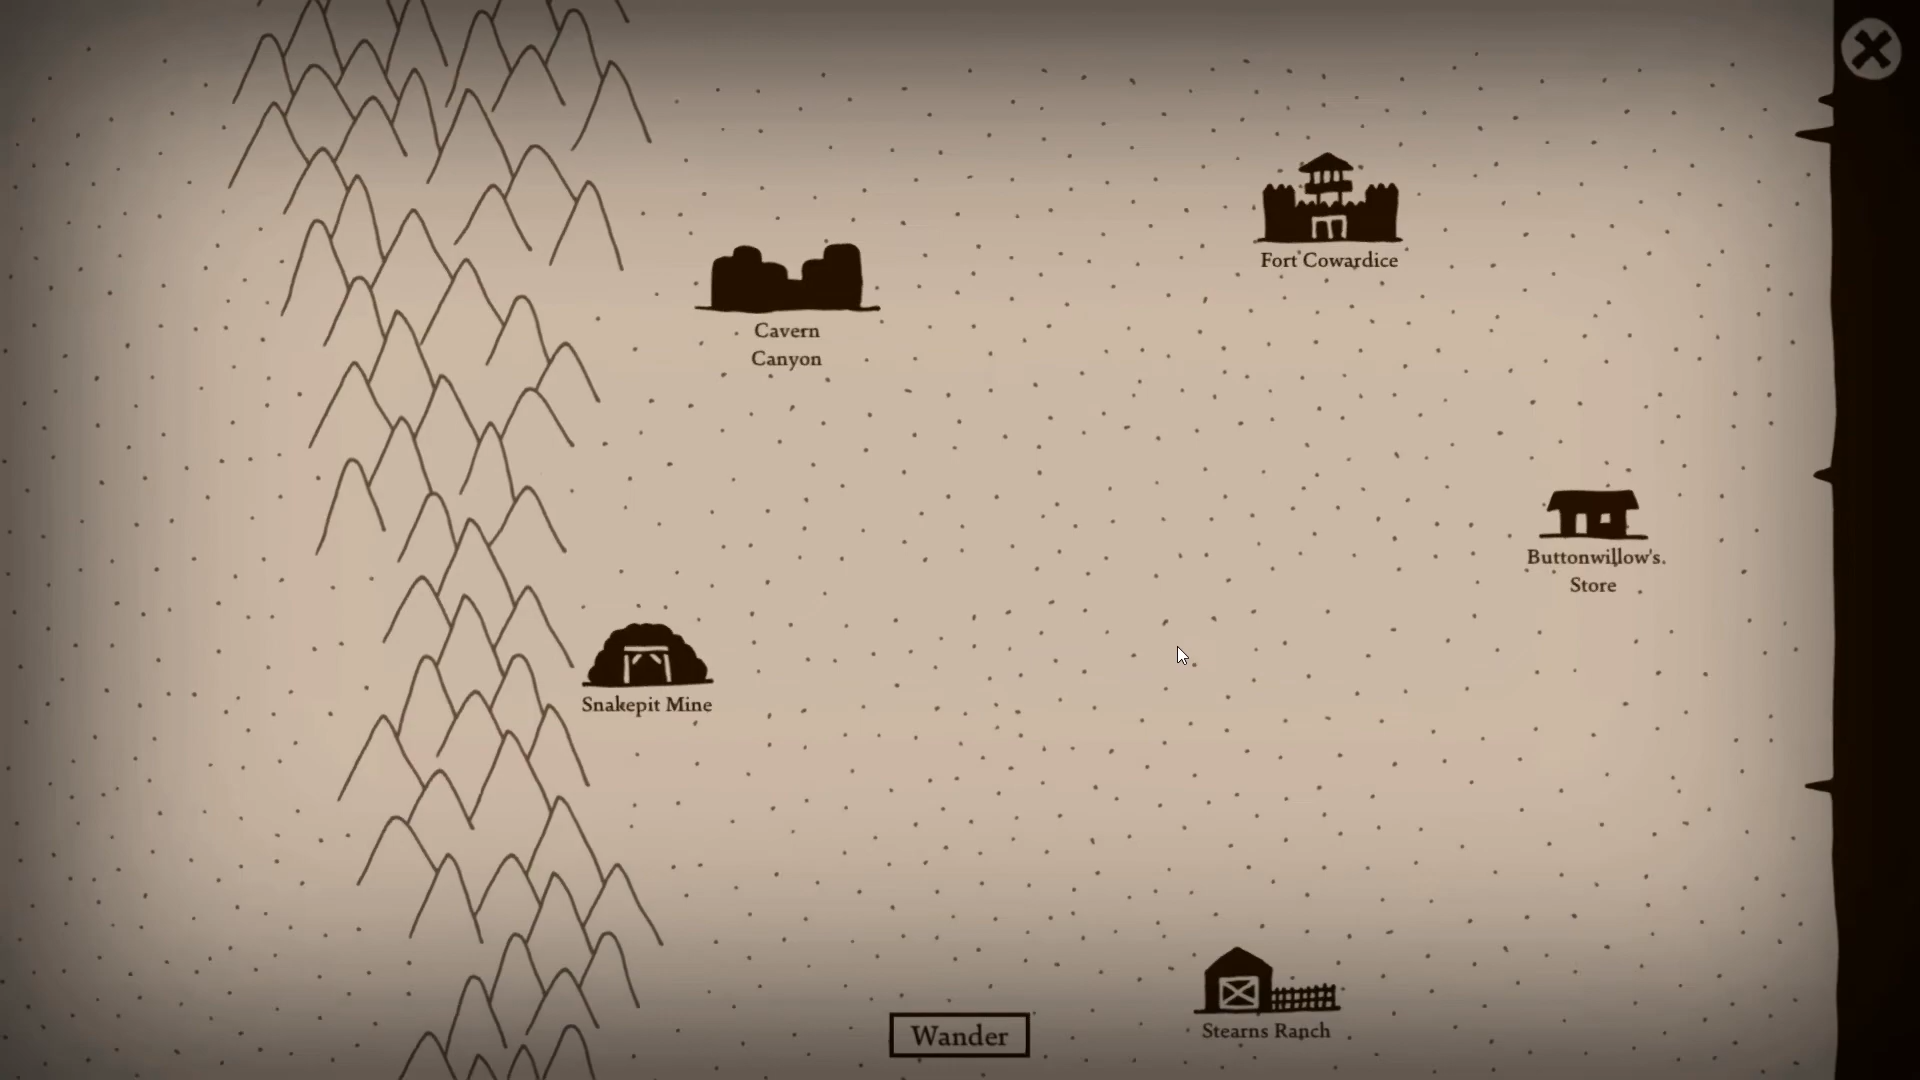 Fort Cowardice
Cavern
Canyon
Buttonwillow's
Store
Snakepit Mine
Stearns Ranch
Wander